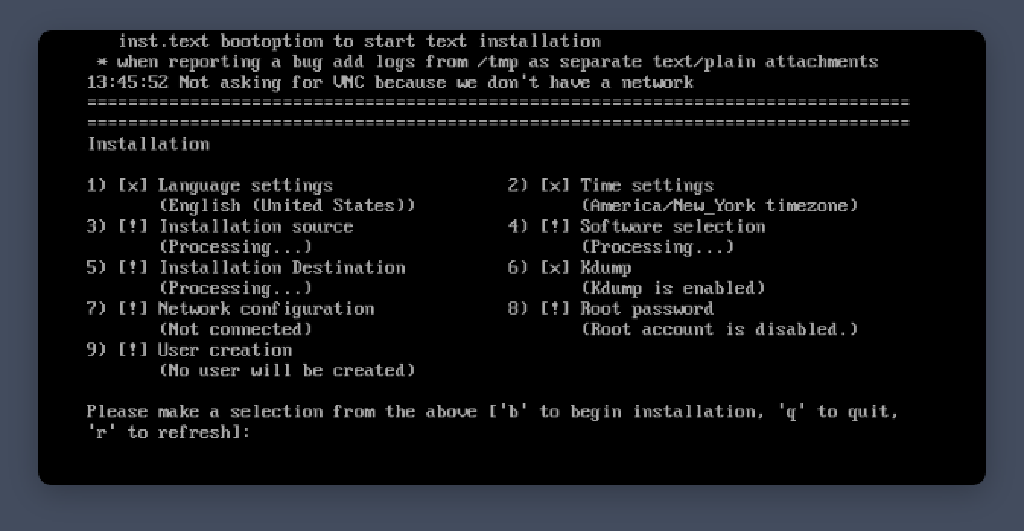 inst.text bootoption to start text installation
* when reporting a bug add logs from /tmp as separate text/plain attachments
13:45:52 Not asking for VNC because we don't have a network
================================================================================
================================================================================
Installation
1) [x] Language settings 2) [x] Time settings
(English (United States)) (America/New_York timezone)
3) [!] Installation source 4) [!] Software selection
(Processing...) (Processing...)
5) [!] Installation Destination 6) [x] Kdump
(Processing...) (Kdump is enabled)
7) [!] Network configuration 8) [!] Root password
(Not connected) (Root account is disabled.)
9) [!] User creation
(No user will be created)
Please make a selection from the above ['b' to begin installation, 'q' to quit,
'r' to refresh]: